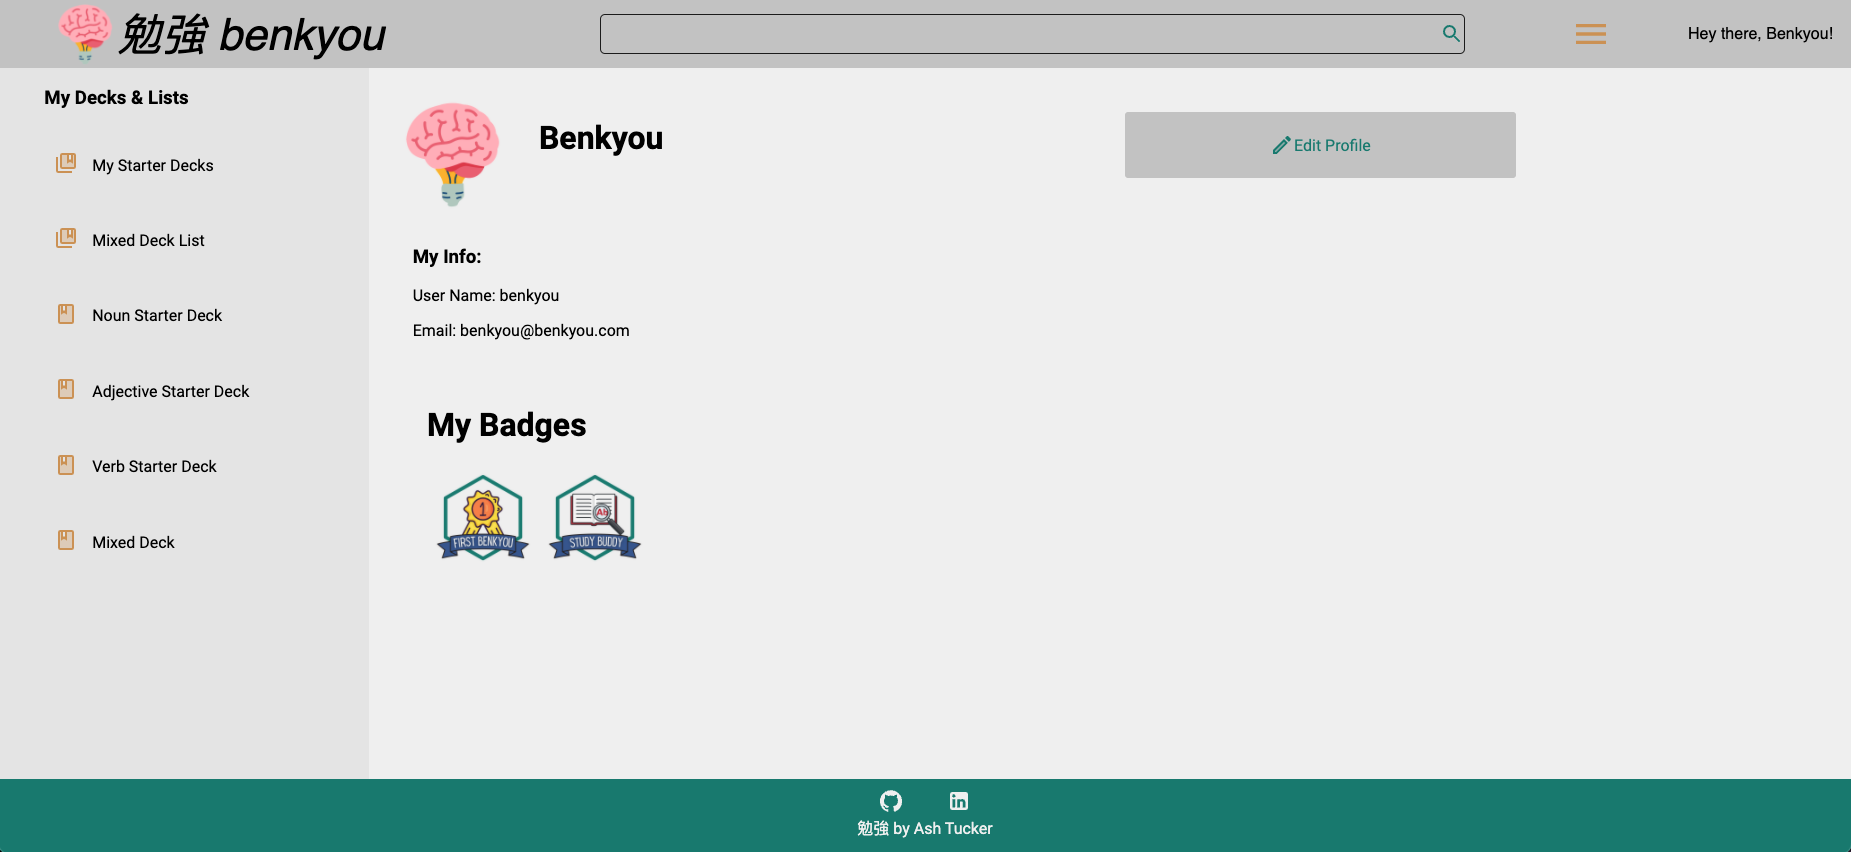 勉強 benkyou
Hey there, Benkyou!
My Decks & Lists
My Starter Decks
Mixed Deck List
Noun Starter Deck
Adjective Starter Deck
Verb Starter Deck
Mixed Deck
Benkyou
Edit Profile
My Info:
User Name: benkyou
Email: benkyou@benkyou.com
My Badges
1
FIRST BENKYOU
Ab
STUDY BUDDY
勉強 by Ash Tucker